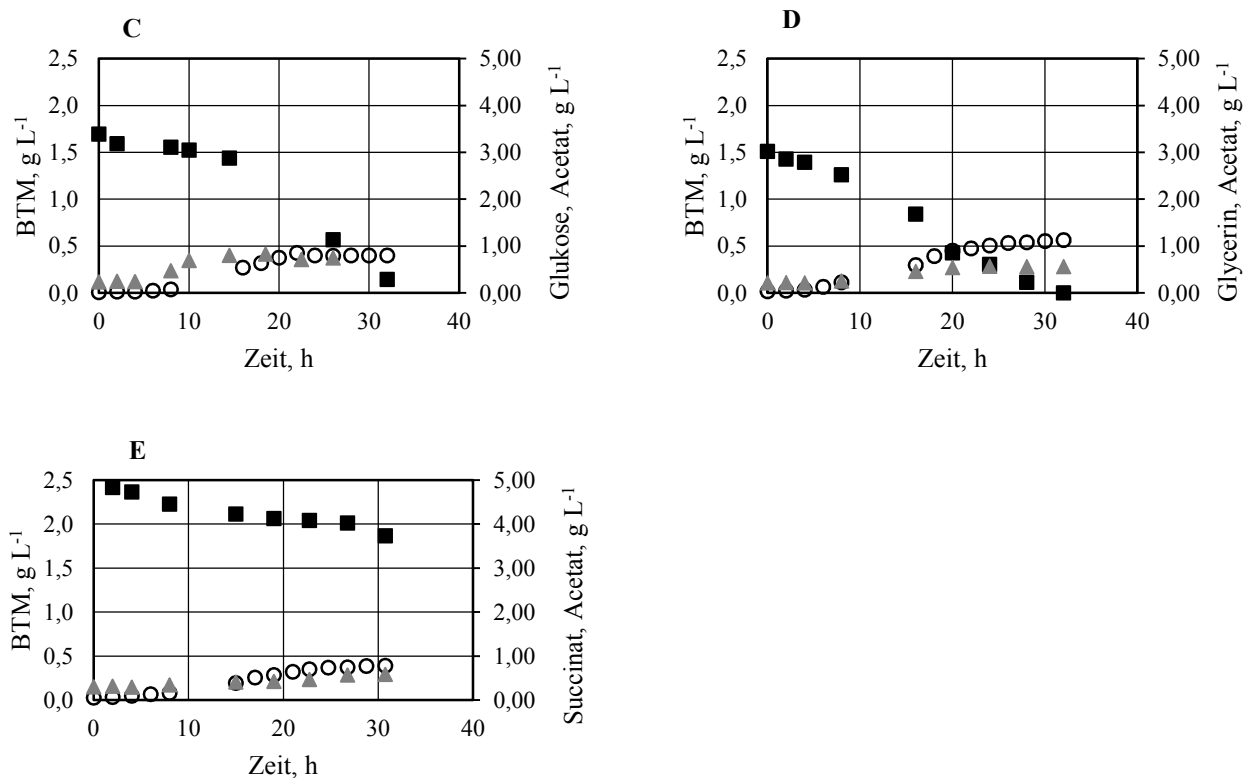 C
2,5
2,0
1,5
1,0
0,5
0,0
BTM, g L-1
5,00
4,00
3,00
2,00
1,00
0,00
Glukose, Acetat, g L-1
0 10 20 30 40
Zeit, h
D
2,5
2,0
1,5
1,0
0,5
0,0
BTM, g L-1
5,00
4,00
3,00
2,00
1,00
0,00
Glycerin, Acetat, g L-1
0 10 20 30 40
Zeit, h
E
2,5
2,0
1,5
1,0
0,5
0,0
BTM, g L-1
5,00
4,00
3,00
2,00
1,00
0,00
Succinat, Acetat, g L-1
0 10 20 30 40
Zeit, h